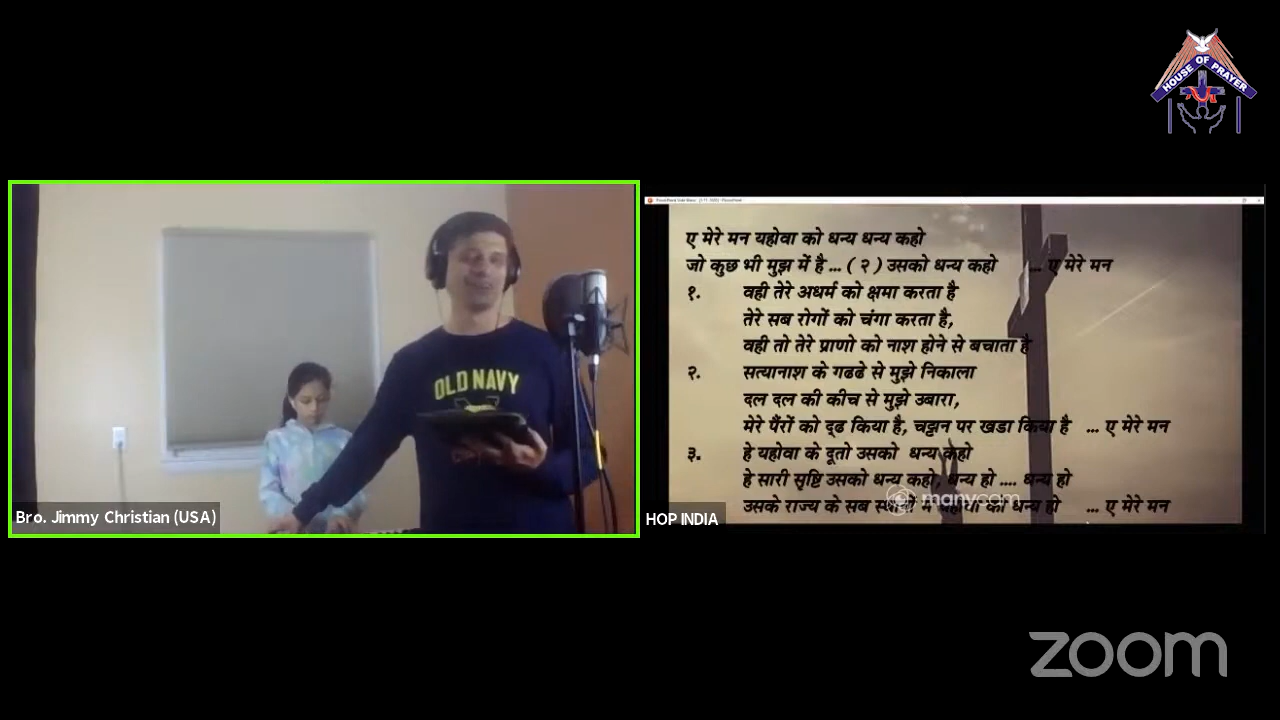 HOUSE OF PRAYER
OLD NAVY
Bro. Jimmy Christian (USA)
ए मेरे मन यहोवा को धन्य धन्य कहो
जो कुछ भी मुझ में है ... ( २ ) उसको धन्य कहो ... ए मेरे मन
१. वही तेरे अधर्म को क्षमा करता है
तेरे सब रोगों को चंगा करता है,
वही तो तेरे प्राणो को नाश होने से बचाता है
२. सत्यानाश के गढढे से मुझे निकाला
दल दल की कीच से मुझे उबारा,
मेरे पैंरों को दृढ किया है, चट्टान पर खडा किया है ... ए मेरे मन
३. हे यहोवा के दूतो उसको धन्य कहो
हे सारी सृष्टि उसको धन्य कहो, धन्य हो .... धन्य हो
उसके राज्य के सब में को धन्य हो ... ए मेरे मन
manycam
HOP INDIA
zoom